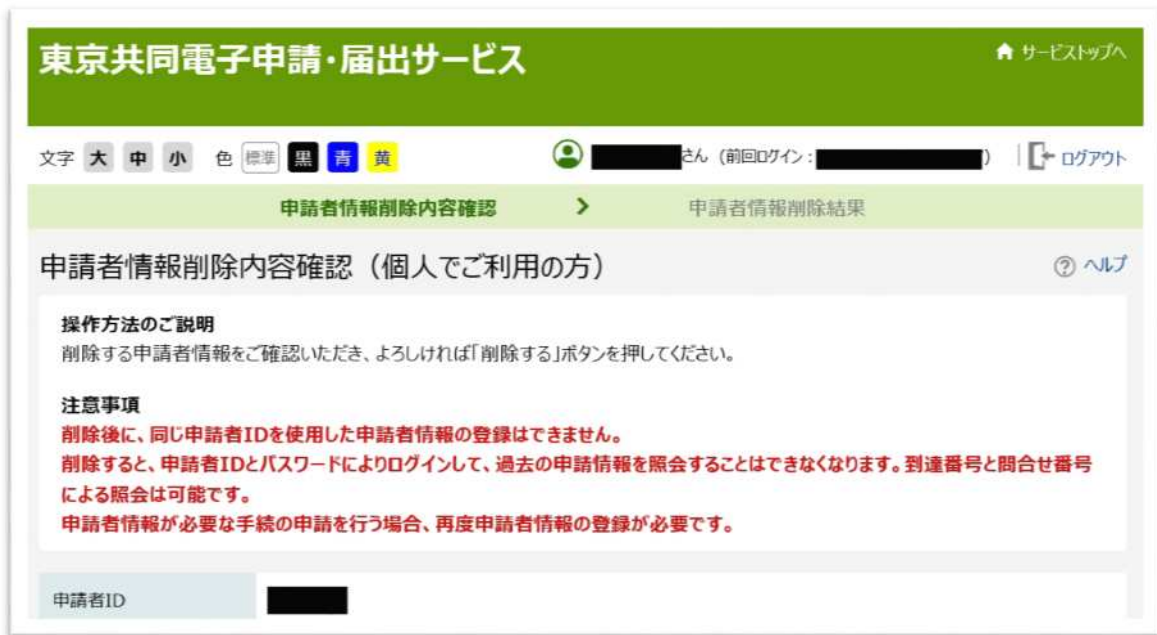 東京共同電子申請・届出サービス
サービストップへ
文字 大 中 小 色 標準 黒 青 黄
さん (前回ログイン : ) ログアウト
申請者情報削除内容確認 > 申請者情報削除結果
申請者情報削除内容確認（個人でご利用の方）
? ヘルプ
操作方法のご説明
削除する申請者情報をご確認いただき、よろしければ「削除する」ボタンを押してください。
注意事項
削除後に、同じ申請者IDを使用した申請者情報の登録はできません。
削除すると、申請者IDとパスワードによりログインして、過去の申請情報を照会することはできなくなります。到達番号と問合せ番号
による照会は可能です。
申請者情報が必要な手続の申請を行う場合、再度申請者情報の登録が必要です。
申請者ID